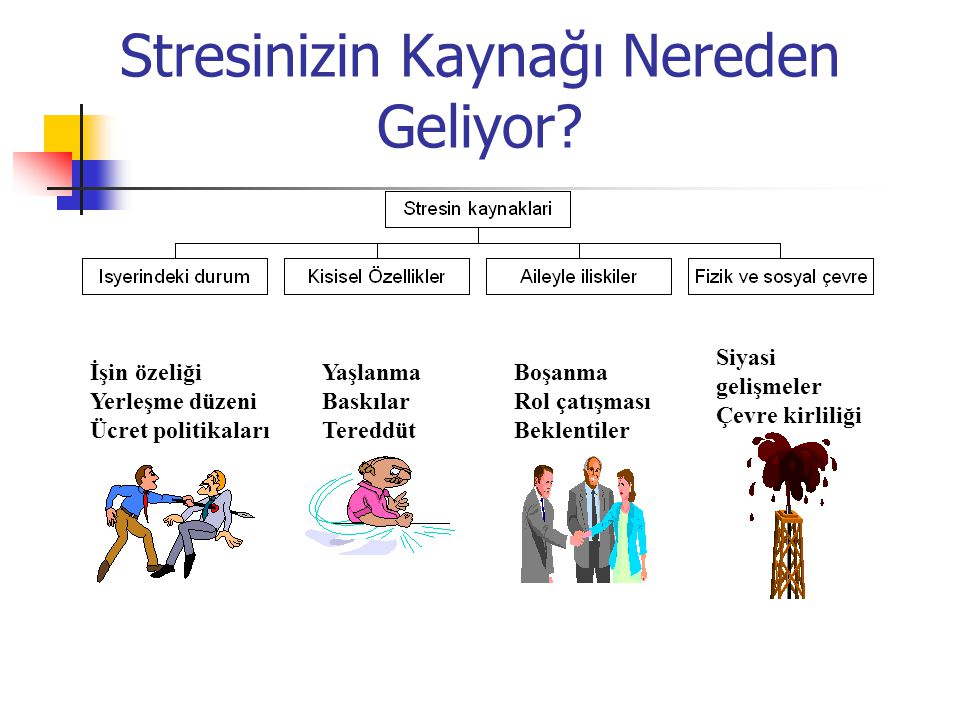 Stresinizin Kaynağı Nereden
Geliyor?
Stresin kaynaklari
Isyerindeki durum
Kisisel Özellikler
Aileyle iliskiler
Fizik ve sosyal çevre
İşin özeliği
Yerleşme düzeni
Ücret politikaları
Yaşlanma
Baskılar
Tereddüt
Boşanma
Rol çatışması
Beklentiler
Siyasi
gelişmeler
Çevre kirliliği